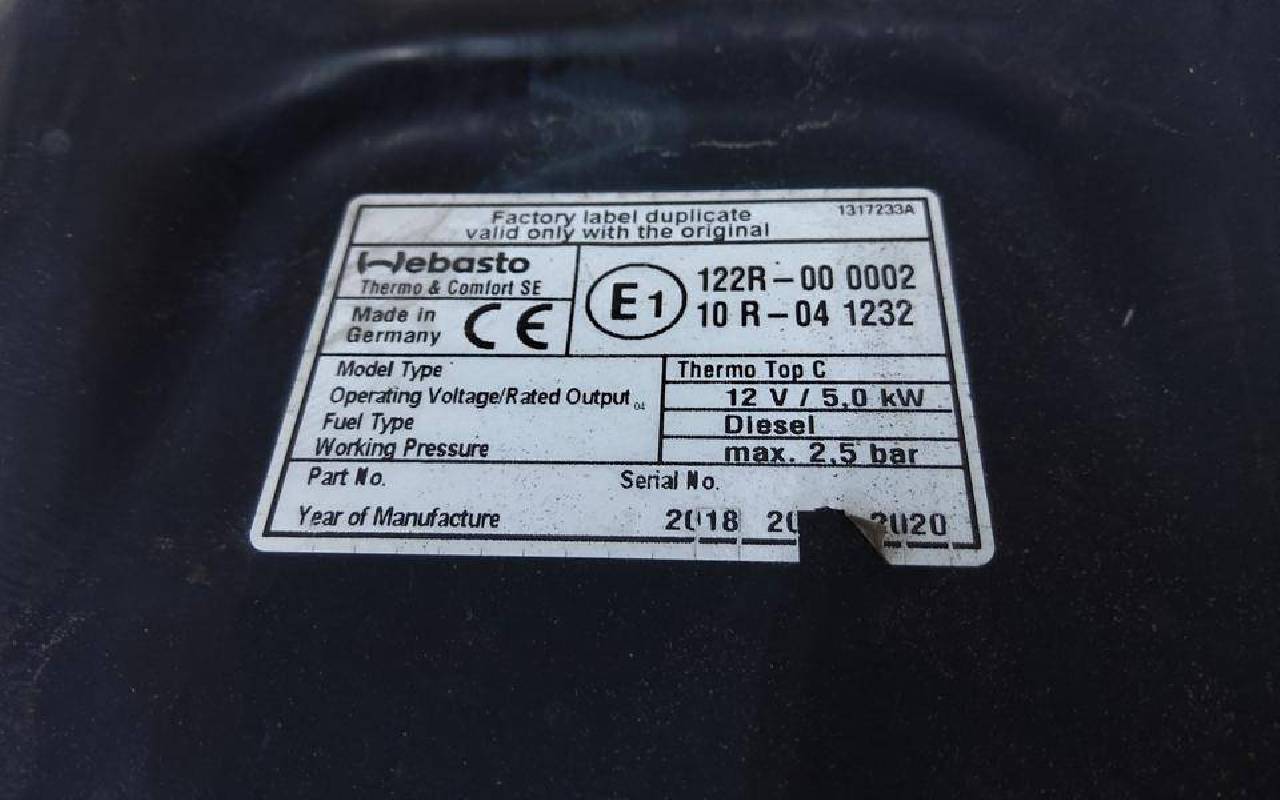 Factory label duplicate
valid only with the original
1317233A
Webasto
Thermo & Comfort SE
Made in
Germany
CE
E1
122R-00 0002
10 R-04 1232
Model Type
Thermo Top C
Operating Voltage/Rated Output
12 V / 5,0 kW
Fuel Type
Diesel
Working Pressure
max. 2,5 bar
Part No.
Serial No.
Year of Manufacture
2018
2020